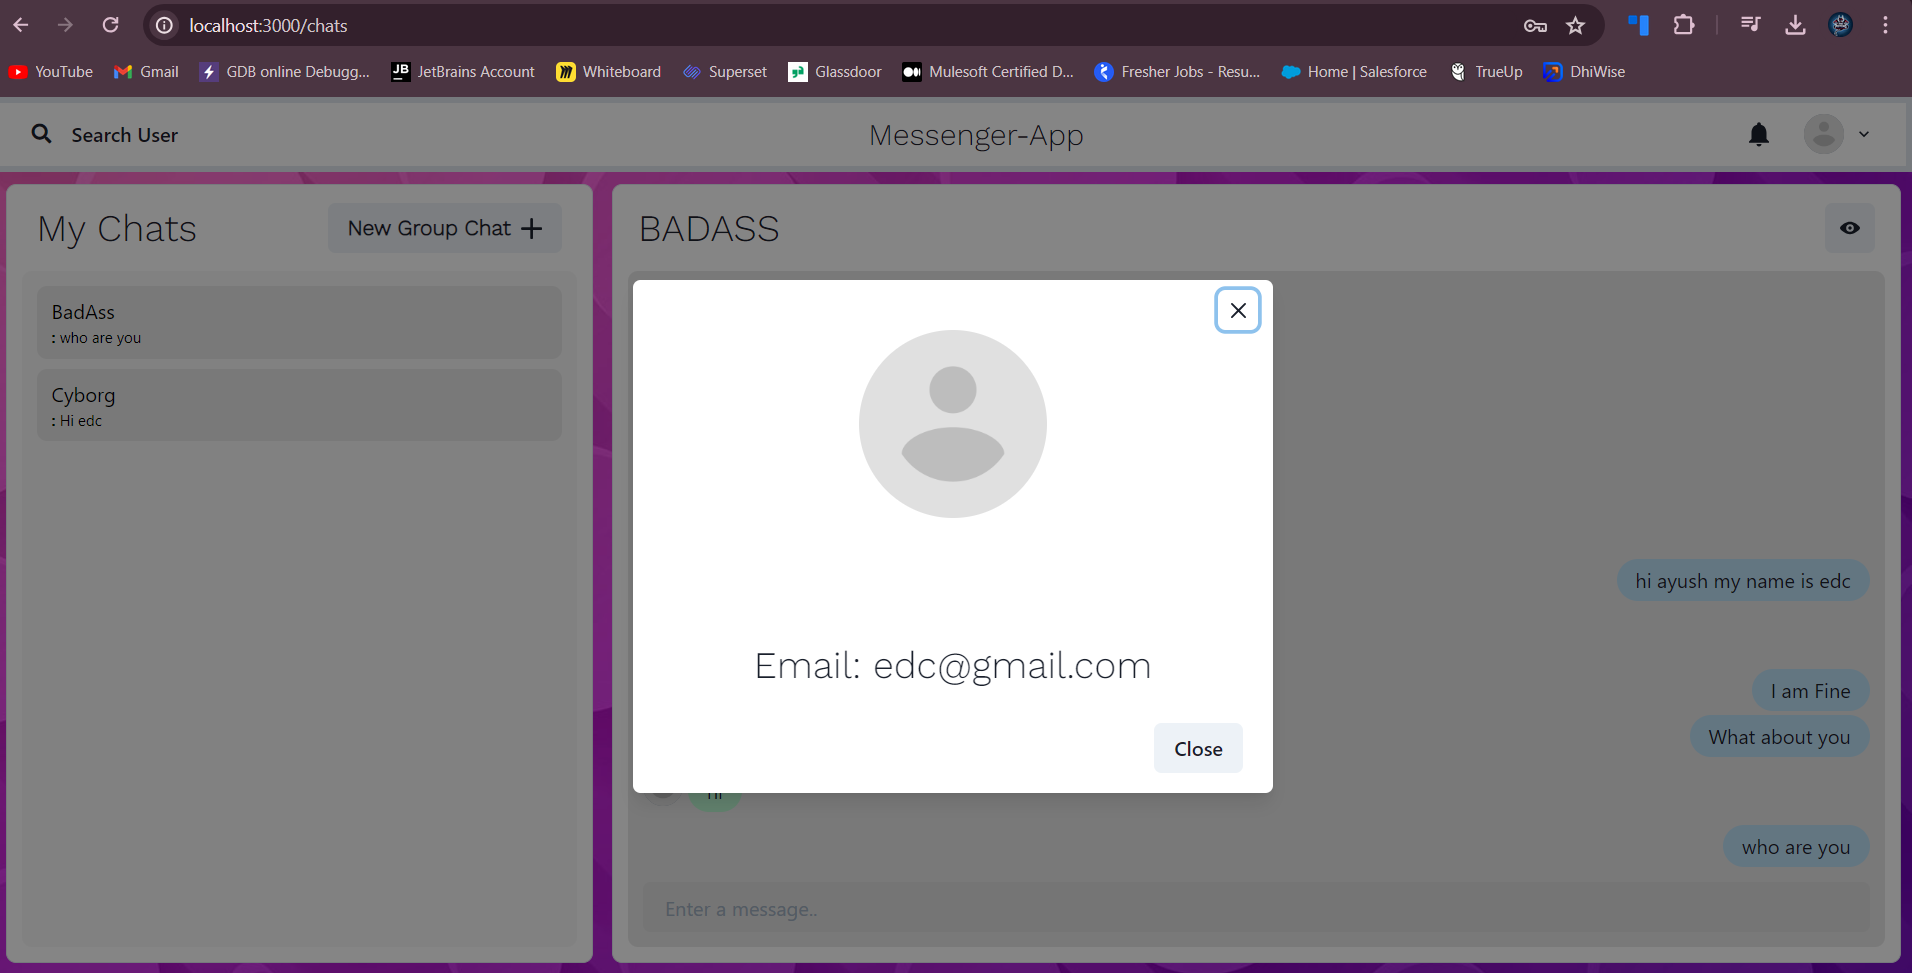 localhost:3000/chats
YouTube Gmail GDB online Debugg... JetBrains Account Whiteboard Superset Glassdoor Mulesoft Certified D... Fresher Jobs - Resu... Home | Salesforce TrueUp DhiWise
Search User Messenger-App
My Chats New Group Chat
BadAss
: who are you
Cyborg
: Hi edc
BADASS
Email: edc@gmail.com
Close
hi ayush my name is edc
I am Fine
What about you
Hi
who are you
Enter a message..